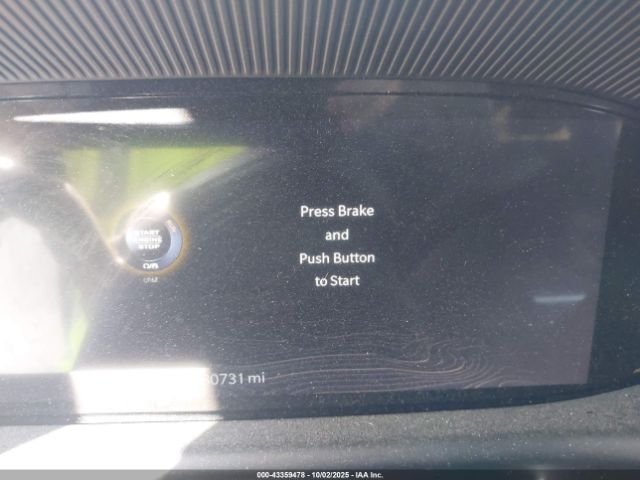 Press Brake
and
Push Button
to Start
START
ENGINE
STOP
0731 mi
000-43359478 - 10/02/2025 - IAA Inc.